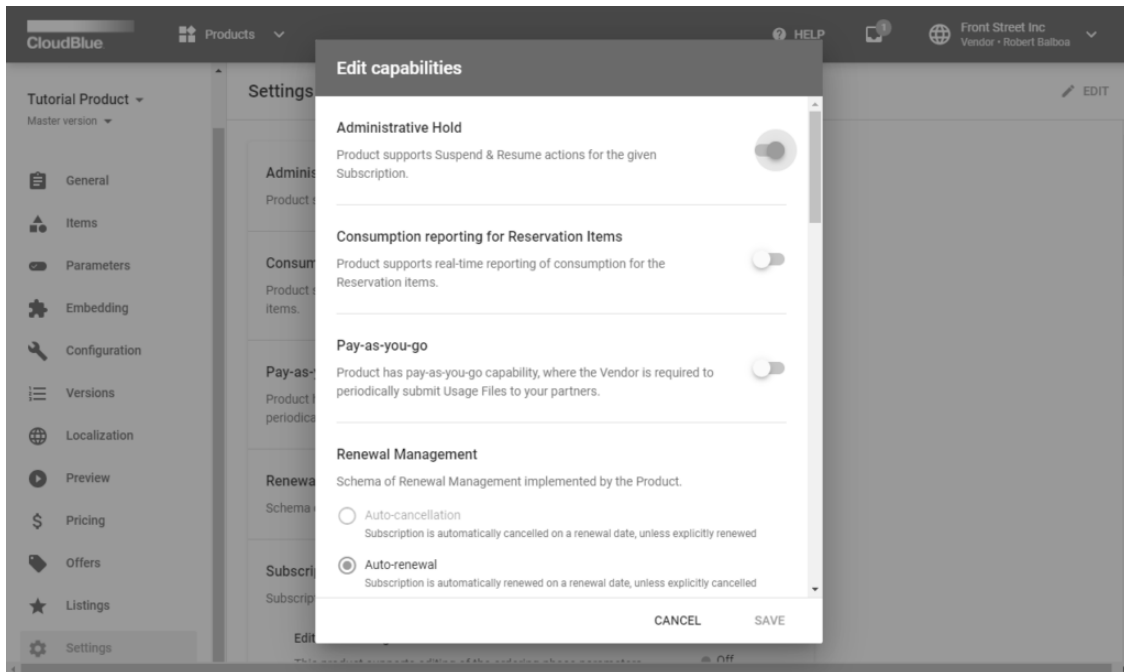 CloudBlue
Products
HELP
1
Front Street Inc
Vendor • Robert Balboa
Tutorial Product
Master version
General
Items
Parameters
Embedding
Configuration
Versions
Localization
Preview
Pricing
Offers
Listings
Settings
Settings
EDIT
Adminis
Product s
Consum
Product s
items.
Pay-as-y
Product h
periodica
Renewa
Schema o
Subscri
Subscrip
Edit
Off
Edit capabilities
Administrative Hold
Product supports Suspend & Resume actions for the given
Subscription.
Consumption reporting for Reservation Items
Product supports real-time reporting of consumption for the
Reservation items.
Pay-as-you-go
Product has pay-as-you-go capability, where the Vendor is required to
periodically submit Usage Files to your partners.
Renewal Management
Schema of Renewal Management implemented by the Product.
Auto-cancellation
Subscription is automatically cancelled on a renewal date, unless explicitly renewed
Auto-renewal
Subscription is automatically renewed on a renewal date, unless explicitly cancelled
CANCEL
SAVE